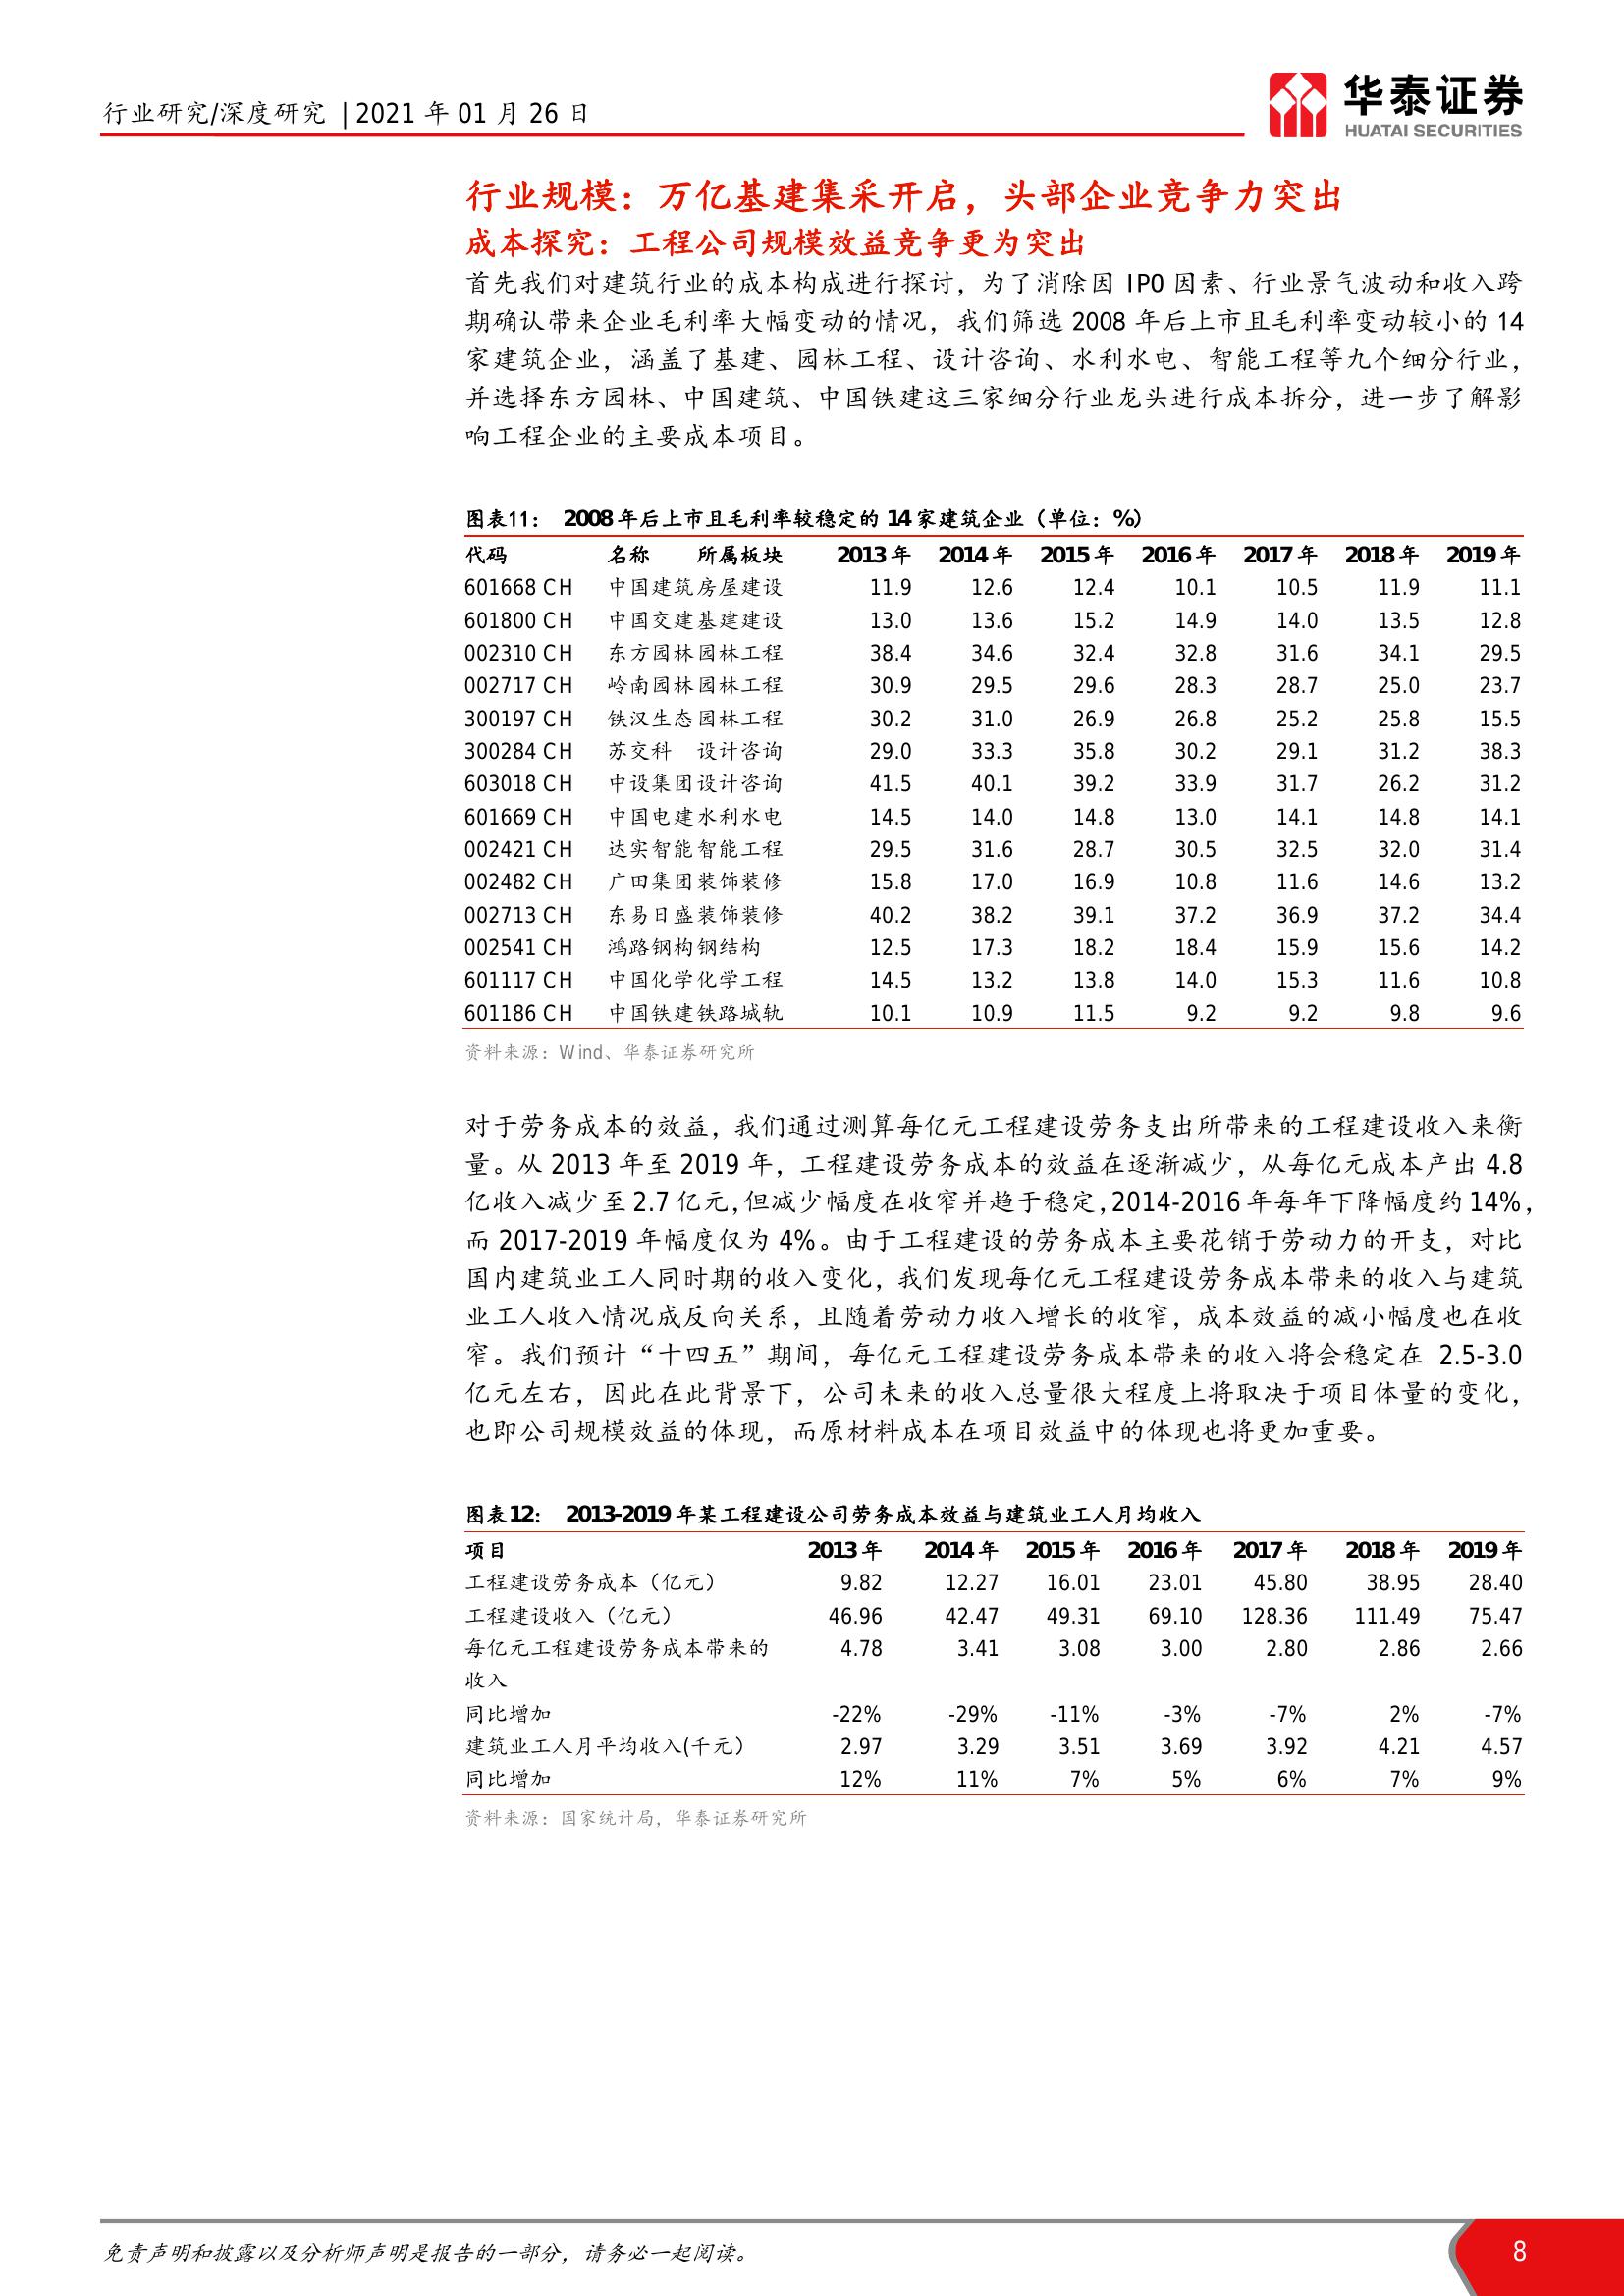 行业研究/深度研究 | 2021 年 01 月 26 日
华泰证券
HUATAI SECURITIES
行业规模：万亿基建集采开启，头部企业竞争力突出
成本探究：工程公司规模效益竞争更为突出
首先我们对建筑行业的成本构成进行探讨，为了消除因 IPO 因素、行业景气波动和收入跨
期确认带来企业毛利率大幅变动的情况，我们筛选 2008 年后上市且毛利率变动较小的 14
家建筑企业，涵盖了基建、园林工程、设计咨询、水利水电、智能工程等九个细分行业，
并选择东方园林、中国建筑、中国铁建这三家细分行业龙头进行成本拆分，进一步了解影
响工程企业的主要成本项目。
图表11： 2008 年后上市且毛利率较稳定的 14 家建筑企业（单位：%）
代码 名称 所属板块 2013 年 2014 年 2015 年 2016 年 2017 年 2018 年 2019 年
601668 CH 中国建筑 房屋建设 11.9 12.6 12.4 10.1 10.5 11.9 11.1
601800 CH 中国交建 基建建设 13.0 13.6 15.2 14.9 14.0 13.5 12.8
002310 CH 东方园林 园林工程 38.4 34.6 32.4 32.8 31.6 34.1 29.5
002717 CH 岭南园林 园林工程 30.9 29.5 29.6 28.3 28.7 25.0 23.7
300197 CH 铁汉生态 园林工程 30.2 31.0 26.9 26.8 25.2 25.8 15.5
300284 CH 苏交科 设计咨询 29.0 33.3 35.8 30.2 29.1 31.2 38.3
603018 CH 中设集团 设计咨询 41.5 40.1 39.2 33.9 31.7 26.2 31.2
601669 CH 中国电建 水利水电 14.5 14.0 14.8 13.0 14.1 14.8 14.1
002421 CH 达实智能 智能工程 29.5 31.6 28.7 30.5 32.5 32.0 31.4
002482 CH 广田集团 装饰装修 15.8 17.0 16.9 10.8 11.6 14.6 13.2
002713 CH 东易日盛 装饰装修 40.2 38.2 39.1 37.2 36.9 37.2 34.4
002541 CH 鸿路钢构 钢结构 12.5 17.3 18.2 18.4 15.9 15.6 14.2
601117 CH 中国化学 化学工程 14.5 13.2 13.8 14.0 15.3 11.6 10.8
601186 CH 中国铁建 铁路城轨 10.1 10.9 11.5 9.2 9.2 9.8 9.6
资料来源：Wind、华泰证券研究所
对于劳务成本的效益，我们通过测算每亿元工程建设劳务支出所带来的工程建设收入来衡
量。从 2013 年至 2019 年，工程建设劳务成本的效益在逐渐减少，从每亿元成本产出 4.8
亿收入减少至 2.7 亿元，但减少幅度在收窄并趋于稳定，2014-2016 年每年下降幅度约 14%，
而 2017-2019 年幅度仅为 4%。由于工程建设的劳务成本主要花销于劳动力的开支，对比
国内建筑业工人同时期的收入变化，我们发现每亿元工程建设劳务成本带来的收入与建筑
业工人收入情况成反向关系，且随着劳动力收入增长的收窄，成本效益的减小幅度也在收
窄。我们预计“十四五”期间，每亿元工程建设劳务成本带来的收入将会稳定在 2.5-3.0
亿元左右，因此在此背景下，公司未来的收入总量很大程度上将取决于项目体量的变化，
也即公司规模效益的体现，而原材料成本在项目效益中的体现也将更加重要。
图表12： 2013-2019 年某工程建设公司劳务成本效益与建筑业工人月均收入
项目 2013 年 2014 年 2015 年 2016 年 2017 年 2018 年 2019 年
工程建设劳务成本（亿元） 9.82 12.27 16.01 23.01 45.80 38.95 28.40
工程建设收入（亿元） 46.96 42.47 49.31 69.10 128.36 111.49 75.47
每亿元工程建设劳务成本带来的 4.78 3.41 3.08 3.00 2.80 2.86 2.66
收入
同比增加 -22% -29% -11% -3% -7% 2% -7%
建筑业工人月平均收入(千元） 2.97 3.29 3.51 3.69 3.92 4.21 4.57
同比增加 12% 11% 7% 5% 6% 7% 9%
资料来源：国家统计局，华泰证券研究所
免责声明和披露以及分析师声明是报告的一部分，请务必一起阅读。
8